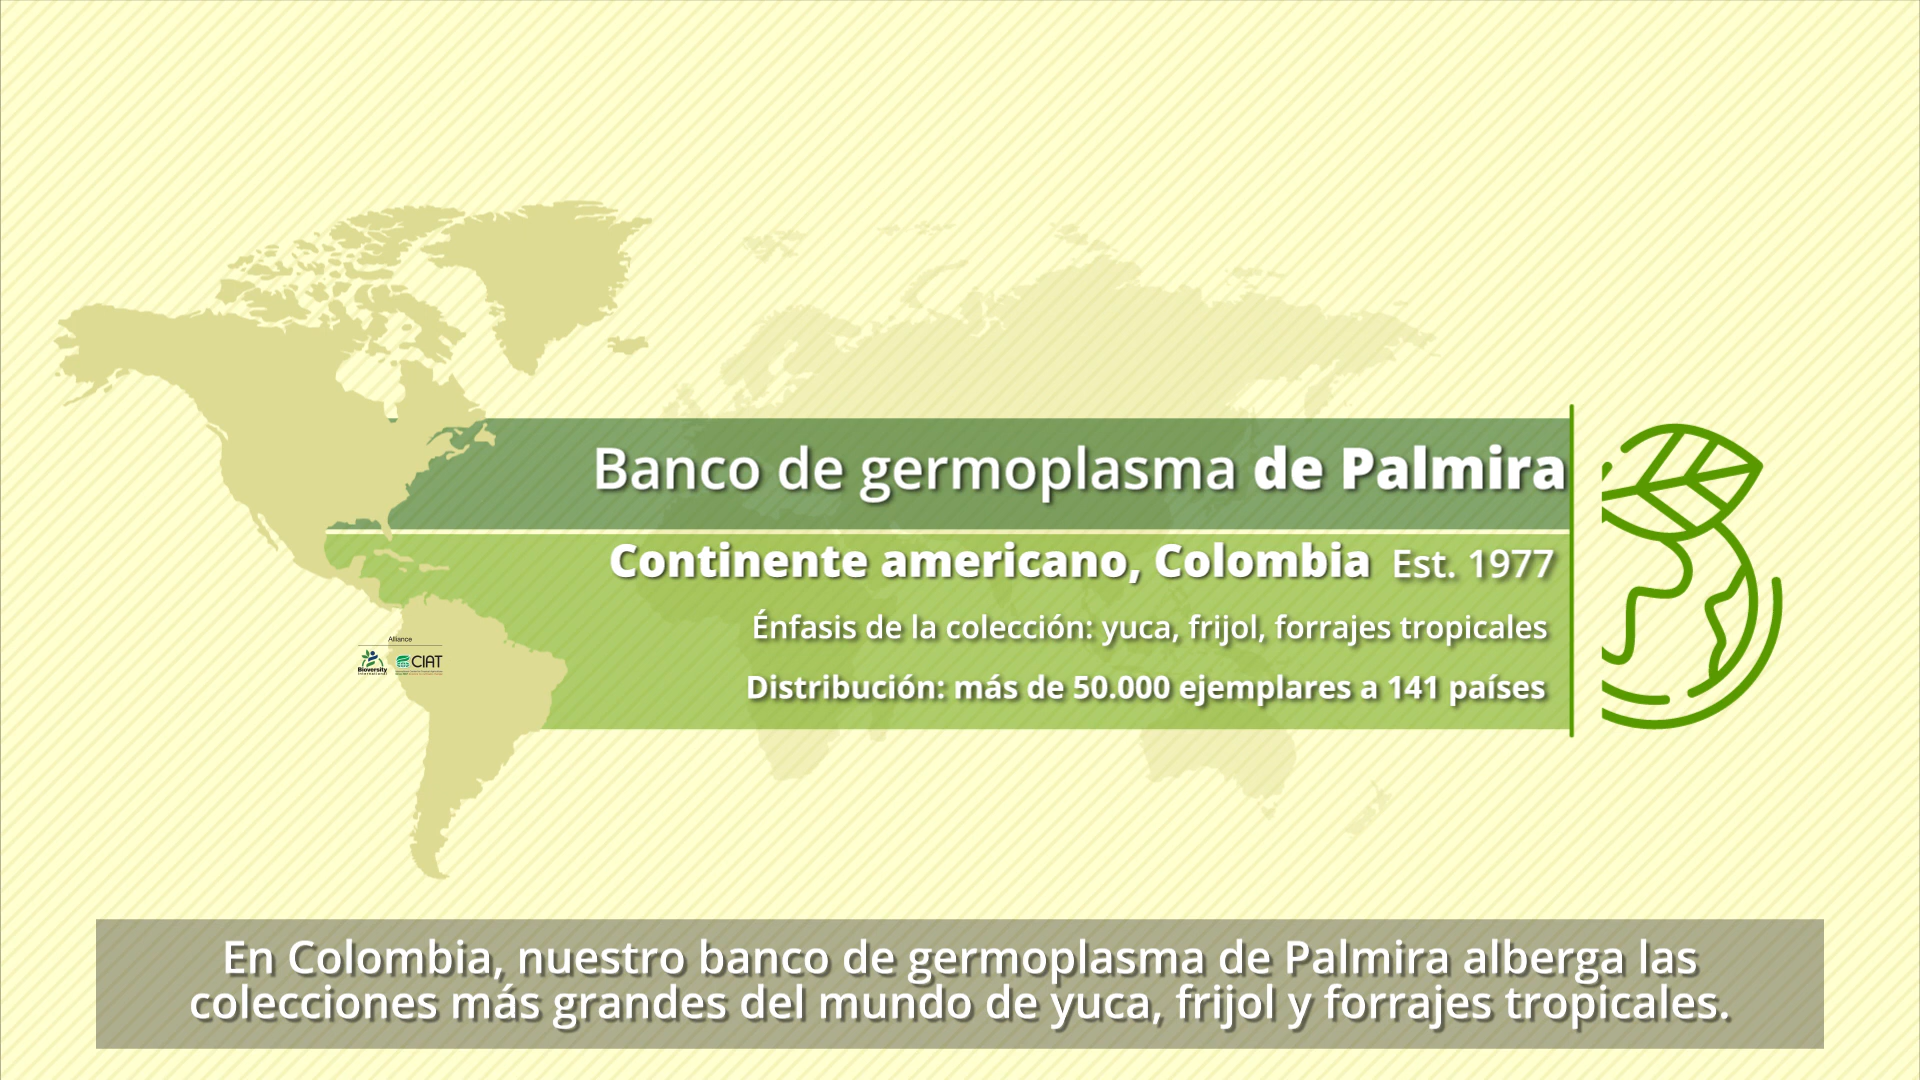 Banco de germoplasma de Palmira
Continente americano, Colombia Est. 1977
Énfasis de la colección: yuca, frijol, forrajes tropicales
Alliance
Bioversity
International
CIAT
Distribución: más de 50.000 ejemplares a 141 países
En Colombia, nuestro banco de germoplasma de Palmira alberga las
colecciones más grandes del mundo de yuca, frijol y forrajes tropicales.